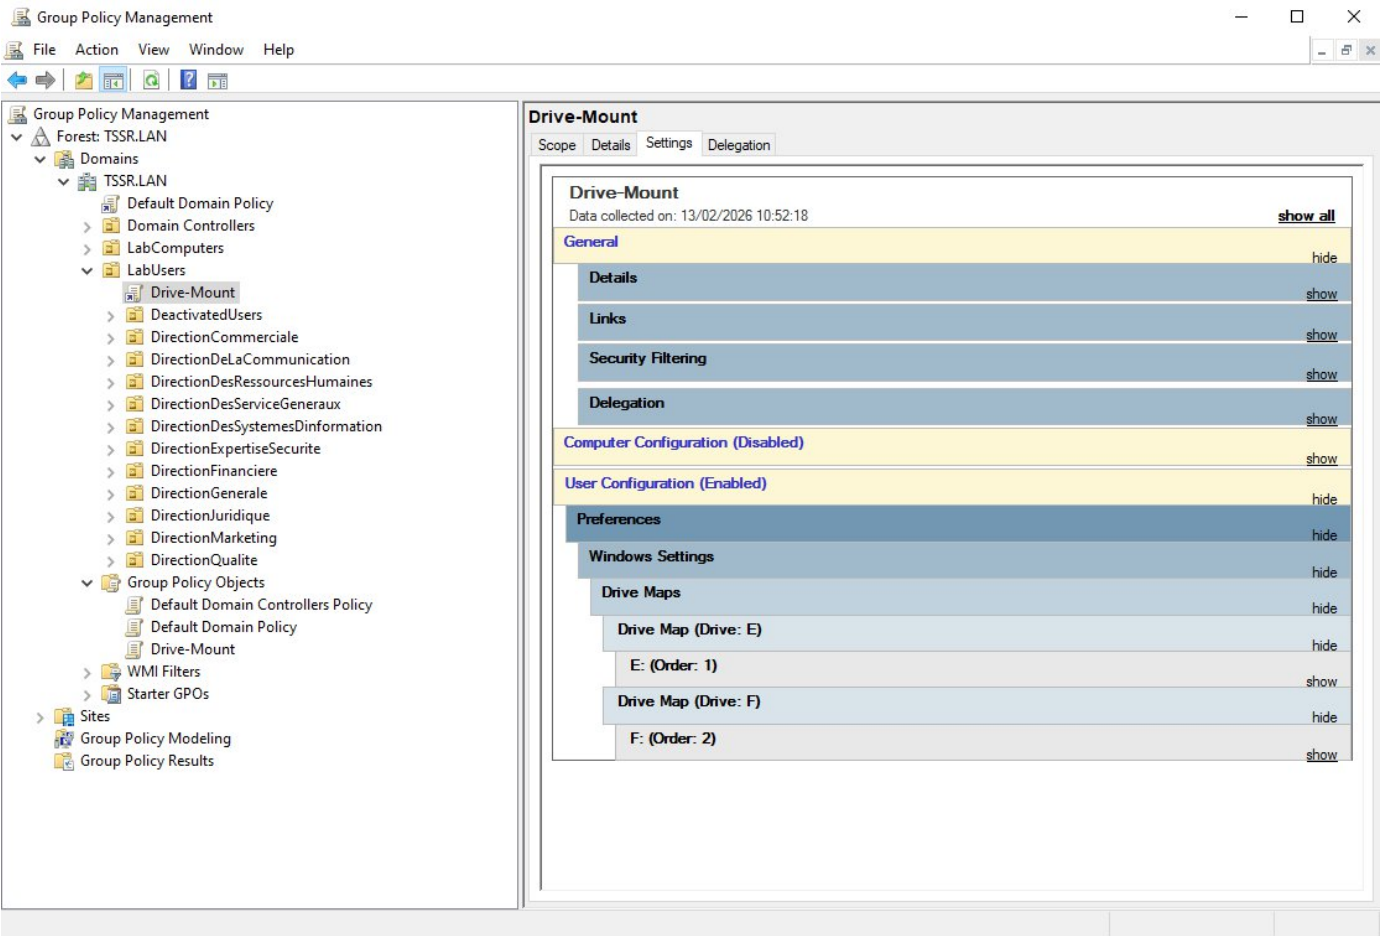 Group Policy Management
File Action View Window Help
Group Policy Management
Forest: TSSR.LAN
Domains
TSSR.LAN
Default Domain Policy
Domain Controllers
LabComputers
LabUsers
Drive-Mount
DeactivatedUsers
DirectionCommerciale
DirectionDeLaCommunication
DirectionDesRessourcesHumaines
DirectionDesServiceGeneraux
DirectionDesSystemesDinformation
DirectionExpertiseSecurite
DirectionFinanciere
DirectionGenerale
DirectionJuridique
DirectionMarketing
DirectionQualite
Group Policy Objects
Default Domain Controllers Policy
Default Domain Policy
Drive-Mount
WMI Filters
Starter GPOs
Sites
Group Policy Modeling
Group Policy Results
Drive-Mount
Scope Details Settings Delegation
Drive-Mount
Data collected on: 13/02/2026 10:52:18 show all
General
hide
Details
show
Links
show
Security Filtering
show
Delegation
show
Computer Configuration (Disabled)
show
User Configuration (Enabled)
hide
Preferences
hide
Windows Settings
hide
Drive Maps
hide
Drive Map (Drive: E)
hide
E: (Order: 1)
show
Drive Map (Drive: F)
hide
F: (Order: 2)
show